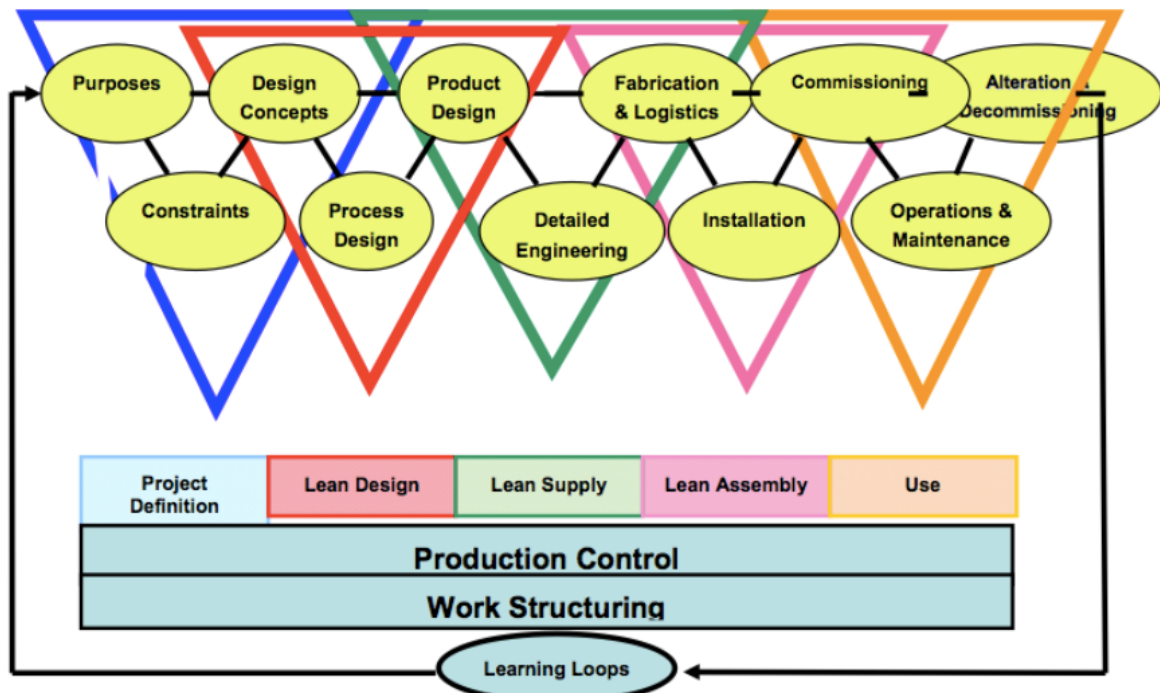 Purposes
Design
Concepts
Product
Design
Fabrication
& Logistics
Commissioning
Alteration &
Decommissioning
Constraints
Process
Design
Detailed
Engineering
Installation
Operations &
Maintenance
Project
Definition
Lean Design
Lean Supply
Lean Assembly
Use
Production Control
Work Structuring
Learning Loops